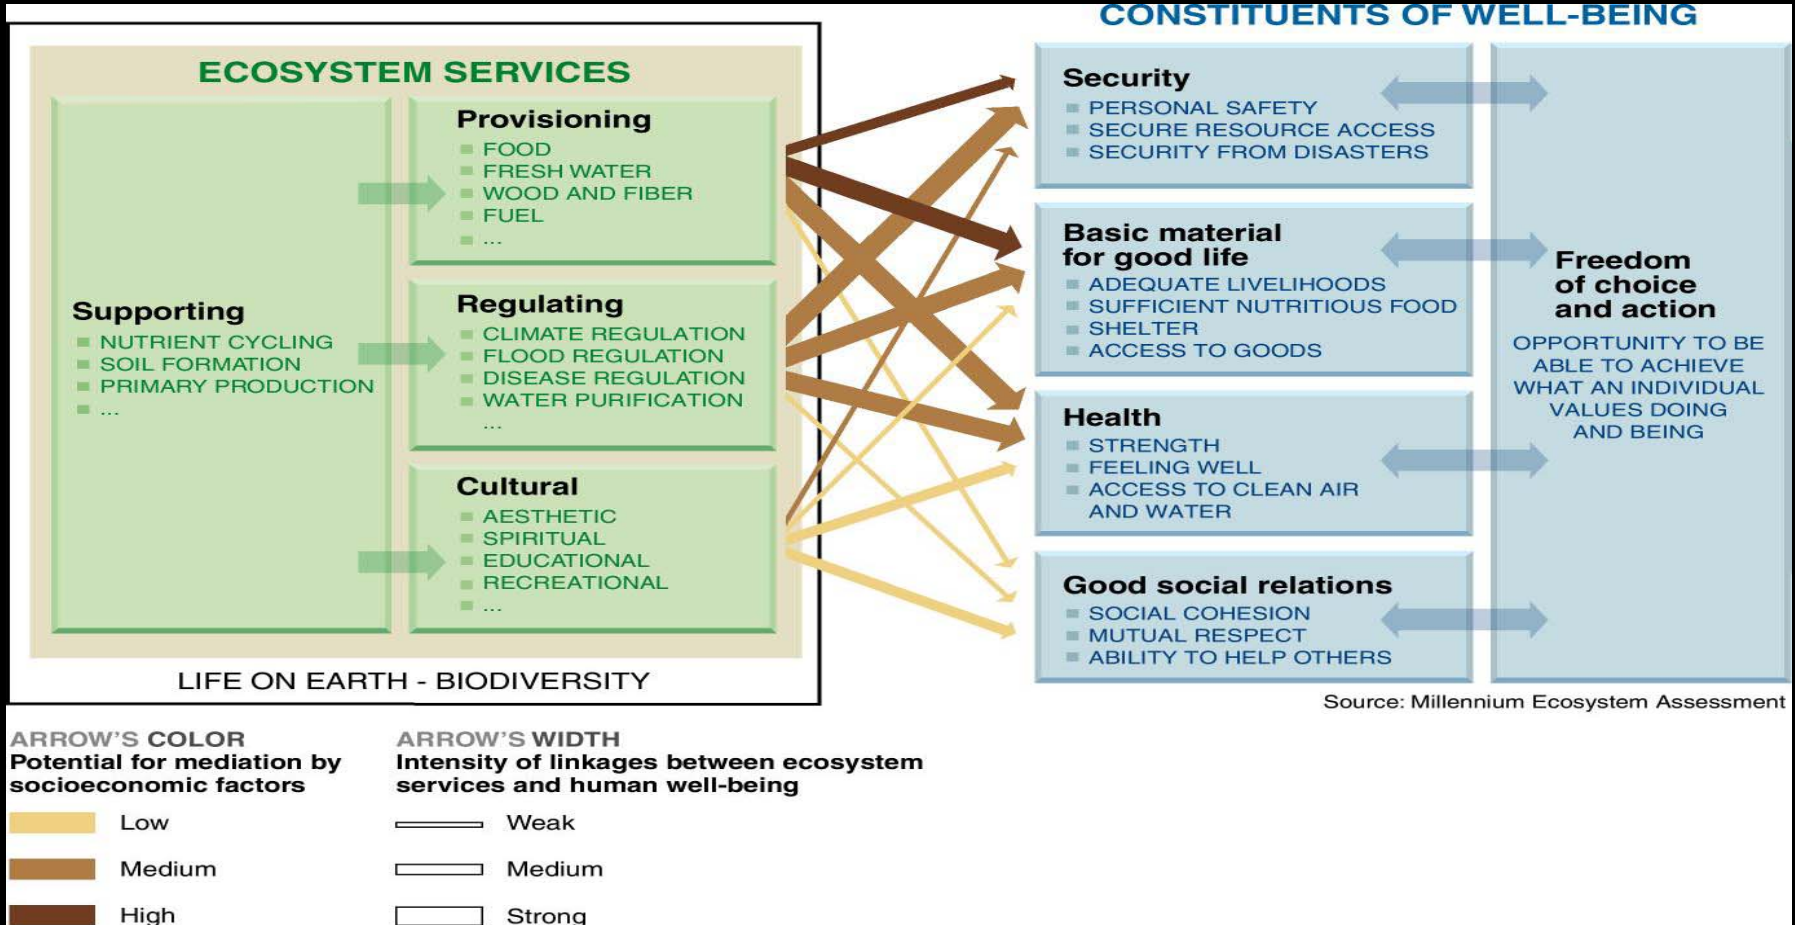 CONSTITUENTS OF WELL-BEING
ECOSYSTEM SERVICES
Supporting
NUTRIENT CYCLING
SOIL FORMATION
PRIMARY PRODUCTION
...
Provisioning
FOOD
FRESH WATER
WOOD AND FIBER
FUEL
...
Regulating
CLIMATE REGULATION
FLOOD REGULATION
DISEASE REGULATION
WATER PURIFICATION
...
Cultural
AESTHETIC
SPIRITUAL
EDUCATIONAL
RECREATIONAL
...
LIFE ON EARTH - BIODIVERSITY
Security
PERSONAL SAFETY
SECURE RESOURCE ACCESS
SECURITY FROM DISASTERS
Basic material
for good life
ADEQUATE LIVELIHOODS
SUFFICIENT NUTRITIOUS FOOD
SHELTER
ACCESS TO GOODS
Health
STRENGTH
FEELING WELL
ACCESS TO CLEAN AIR
AND WATER
Good social relations
SOCIAL COHESION
MUTUAL RESPECT
ABILITY TO HELP OTHERS
Freedom
of choice
and action
OPPORTUNITY TO BE
ABLE TO ACHIEVE
WHAT AN INDIVIDUAL
VALUES DOING
AND BEING
Source: Millennium Ecosystem Assessment
ARROW'S COLOR
Potential for mediation by
socioeconomic factors
Low
Medium
High
ARROW'S WIDTH
Intensity of linkages between ecosystem
services and human well-being
Weak
Medium
Strong